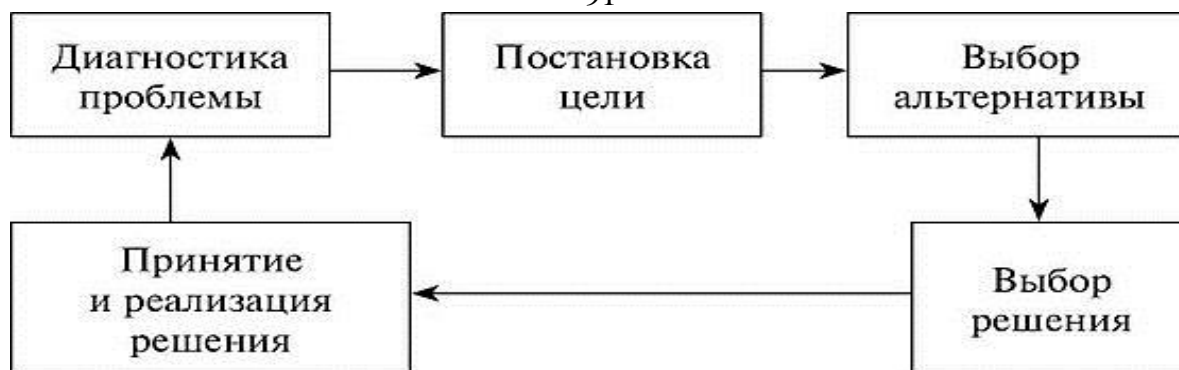 Диагностика
проблемы
Постановка
цели
Выбор
альтернативы
Выбор
решения
Принятие
и реализация
решения